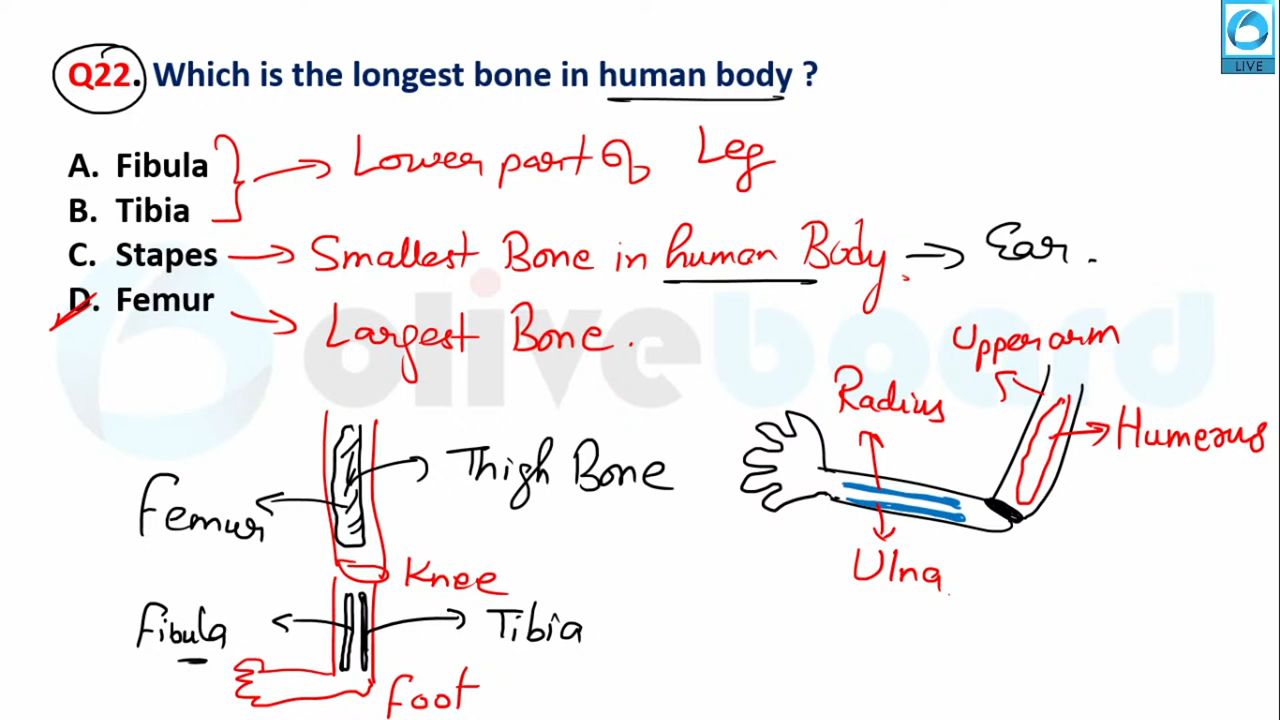 LIVE
Q22. Which is the longest bone in human body ?
A. Fibula
B. Tibia
Lower part of Leg
C. Stapes → Smallest Bone in human Body. → Ear.
D. Femur → Largest Bone.
oliveboard
Upper arm
Radius
Humerus
Thigh Bone
Femur
Knee
Ulna
Fibula
Tibia
Foot